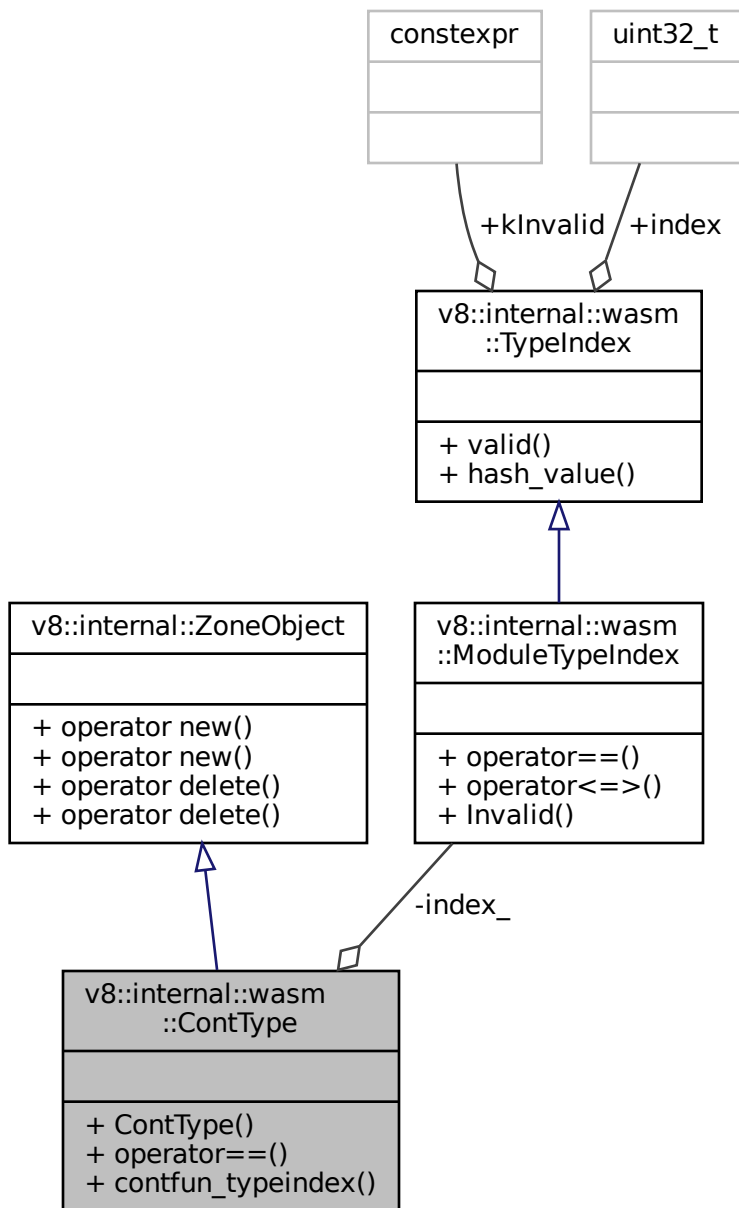 constexpr
uint32_t
+kInvalid
+index
v8::internal::wasm
::TypeIndex
+ valid()
+ hash_value()
v8::internal::ZoneObject
+ operator new()
+ operator new()
+ operator delete()
+ operator delete()
v8::internal::wasm
::ModuleTypeIndex
+ operator==()
+ operator<=>()
+ Invalid()
-index_
v8::internal::wasm
::ContType
+ ContType()
+ operator==()
+ contfun_typeindex()